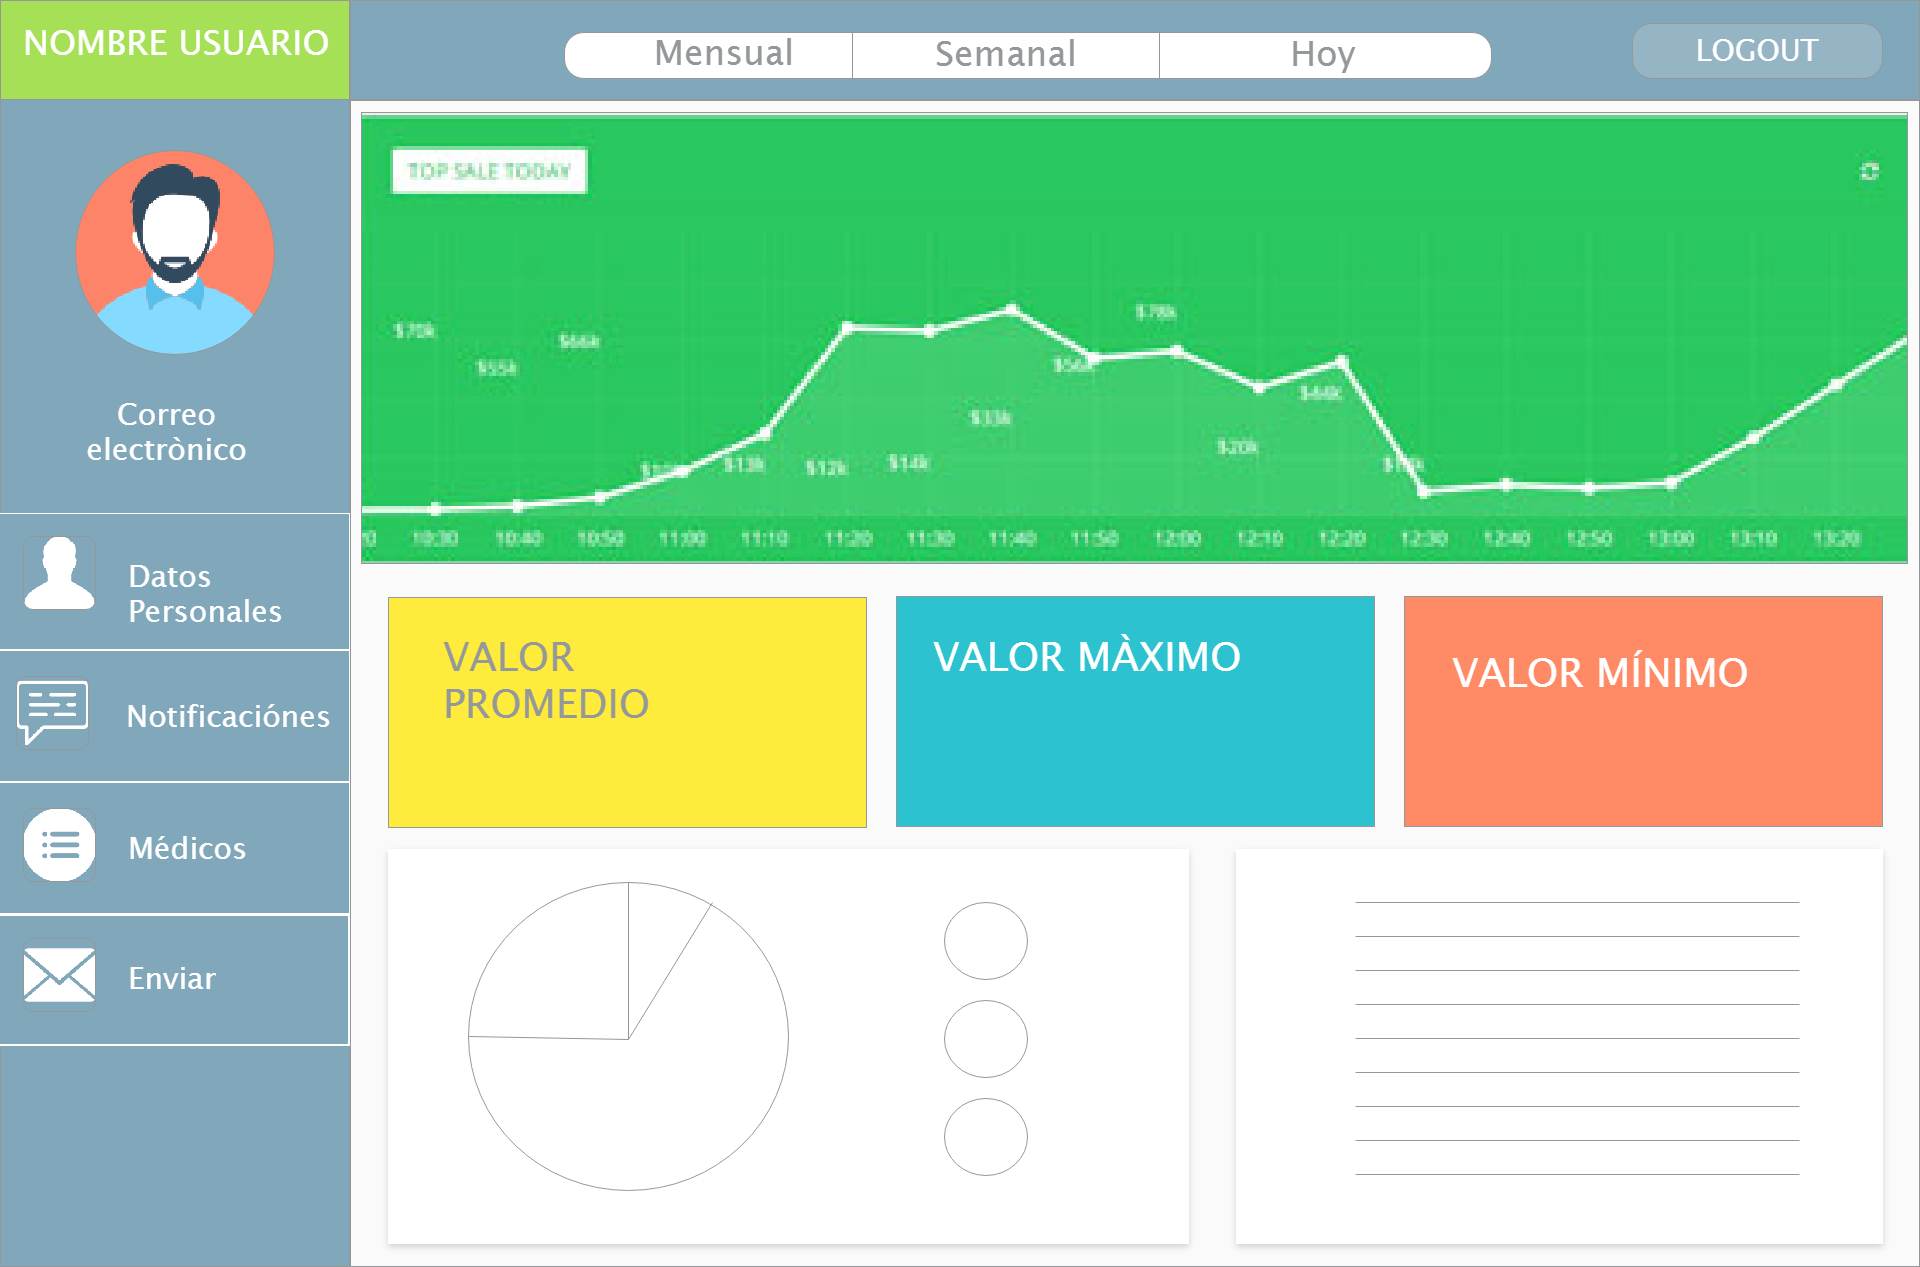 NOMBRE USUARIO
Mensual
Semanal
Hoy
LOGOUT
Correo
electrònico
Datos
Personales
Notificaciónes
Médicos
Enviar
TOP SALE TODAY
$70k
$55k
$66k
$13k
$12k
$14k
$33k
$56k
$78k
$20k
$44k
10:30 10:40 10:50 11:00 11:10 11:20 11:30 11:40 11:50 12:00 12:10 12:20 12:30 12:40 12:50 13:00 13:10 13:20
VALOR
PROMEDIO
VALOR MÀXIMO
VALOR MÍNIMO